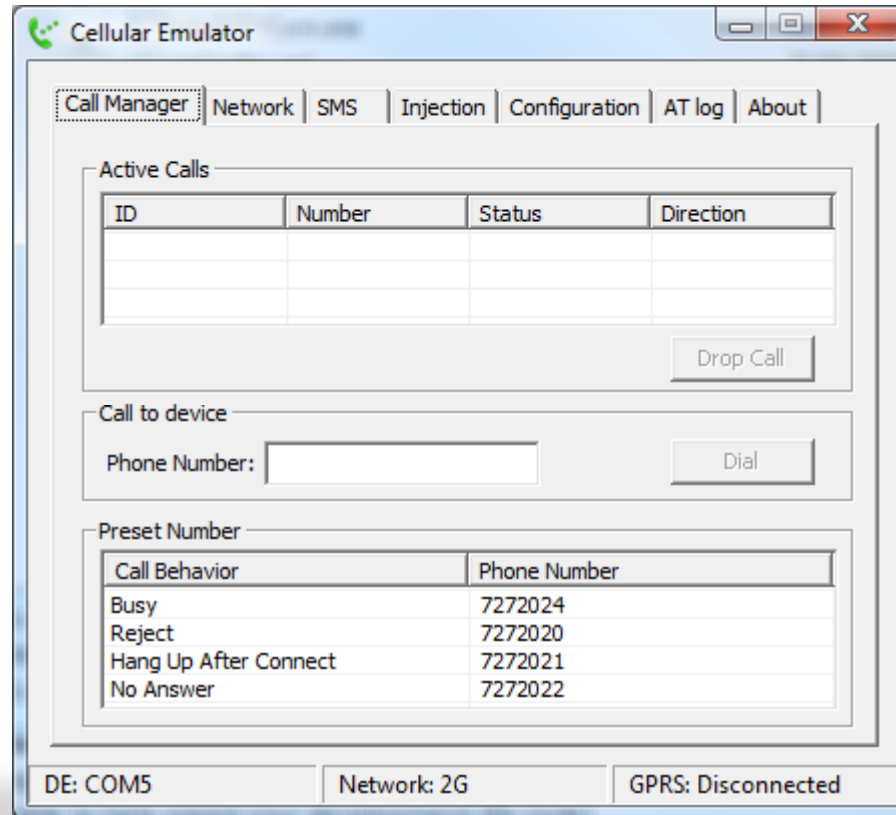 Cellular Emulator
Call Manager Network SMS Injection Configuration AT log About
Active Calls
ID Number Status Direction
Drop Call
Call to device
Phone Number: Dial
Preset Number
Call Behavior Phone Number
Busy 7272024
Reject 7272020
Hang Up After Connect 7272021
No Answer 7272022
DE: COM5 Network: 2G GPRS: Disconnected